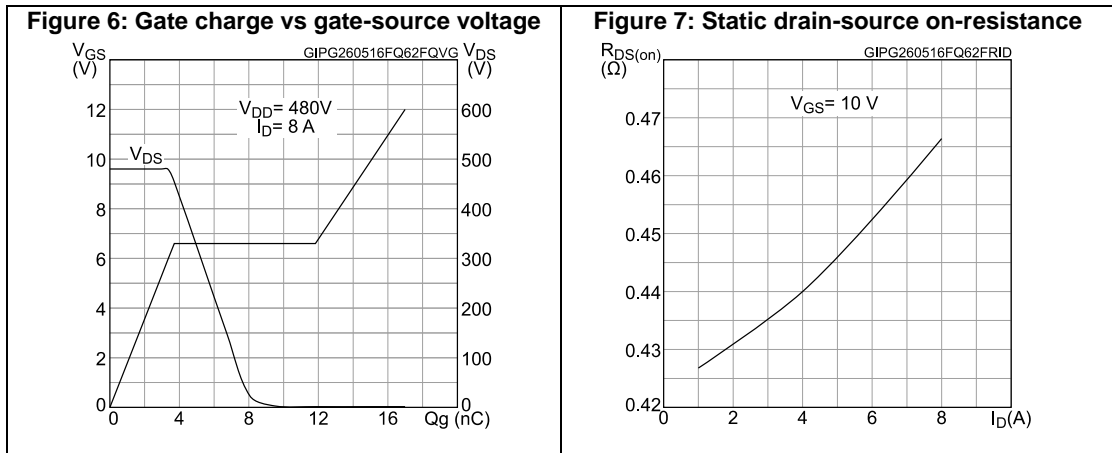 Figure 6: Gate charge vs gate-source voltage
VGS
(V)
GIPG260516FQ62FQVG
VDS
(V)
VDD= 480V
ID= 8 A
VDS
12
10
8
6
4
2
0
600
500
400
300
200
100
0
0 4 8 12 16 Qg (nC)
Figure 7: Static drain-source on-resistance
RDS(on)
(Ω)
GIPG260516FQ62FRID
VGS= 10 V
0.47
0.46
0.45
0.44
0.43
0.42
0 2 4 6 8 ID(A)